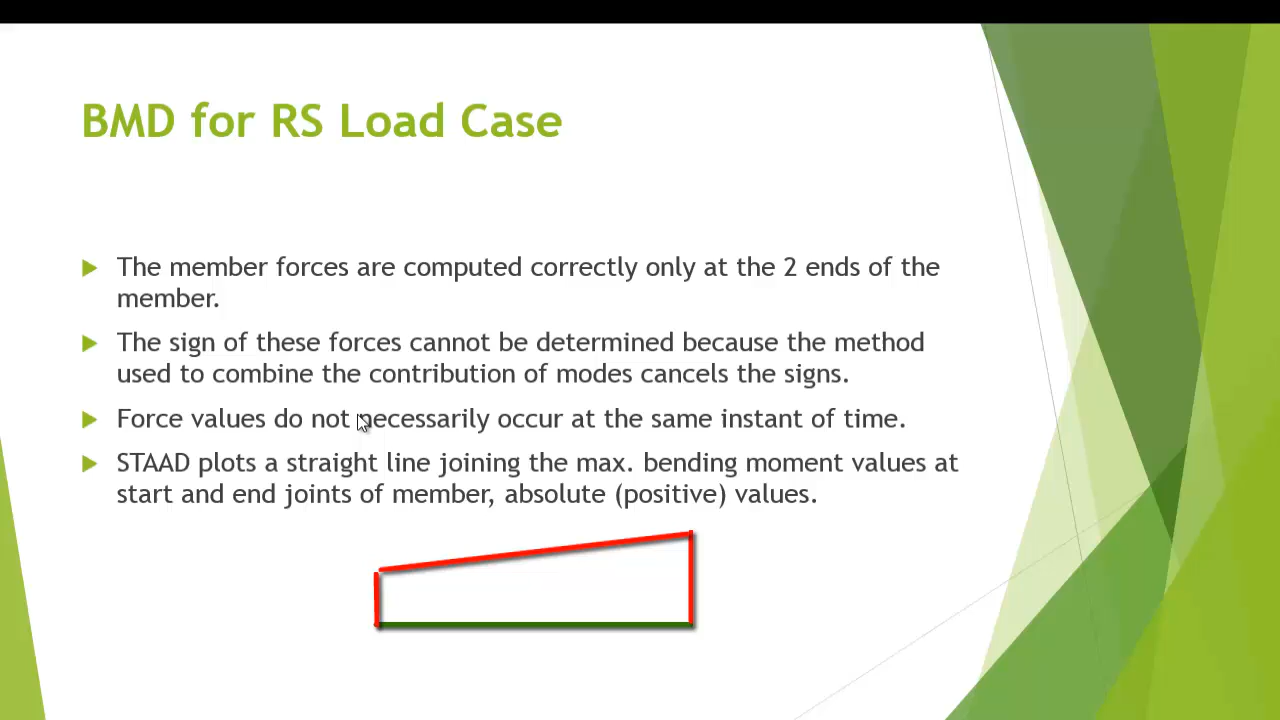 BMD for RS Load Case
The member forces are computed correctly only at the 2 ends of the
member.
The sign of these forces cannot be determined because the method
used to combine the contribution of modes cancels the signs.
Force values do not necessarily occur at the same instant of time.
STAAD plots a straight line joining the max. bending moment values at
start and end joints of member, absolute (positive) values.